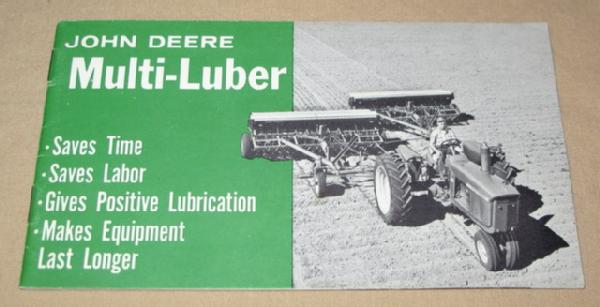 JOHN DEERE
Multi-Luber
· Saves Time
· Saves Labor
· Gives Positive Lubrication
· Makes Equipment
Last Longer